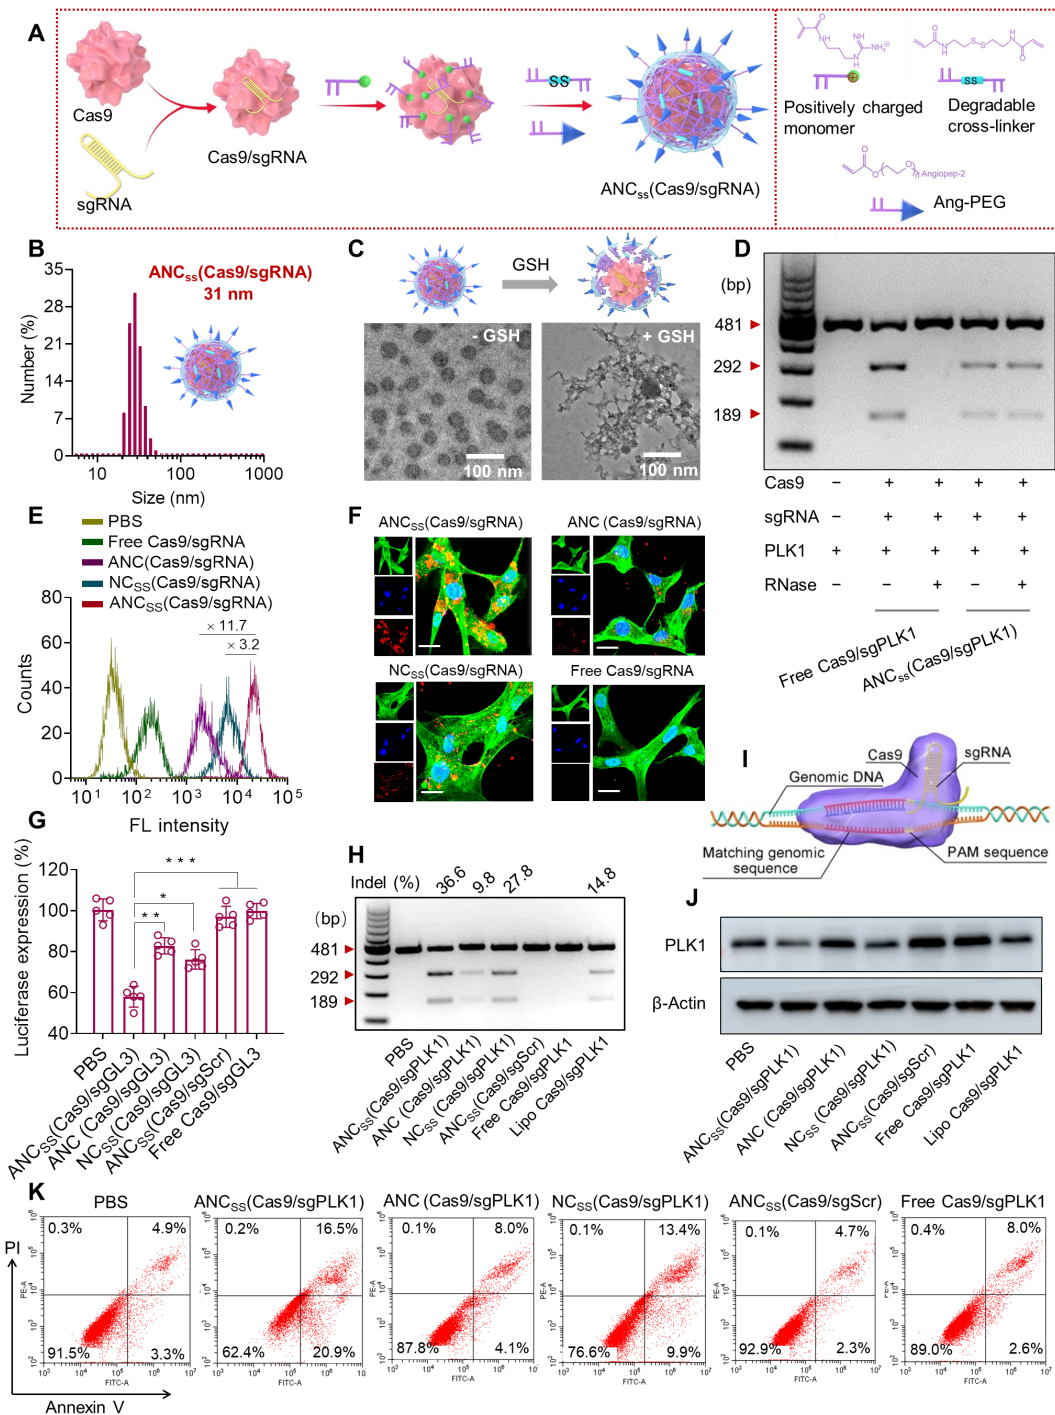 A
Cas9
sgRNA
Cas9/sgRNA
SS
ANCss(Cas9/sgRNA)
Positively charged
monomer
SS
Degradable
cross-linker
Angiopep-2
Ang-PEG
B
ANCss(Cas9/sgRNA)
31 nm
Number (%)
35
28
21
14
7
0
10
100
1000
Size (nm)
C
GSH
- GSH
+ GSH
100 nm
100 nm
D
(bp)
481
292
189
Cas9 − + + + +
sgRNA − + + + +
PLK1 + + + + +
RNase − − + − +
Free Cas9/sgPLK1
ANCss(Cas9/sgPLK1)
E
PBS
Free Cas9/sgRNA
ANC(Cas9/sgRNA)
NCSS(Cas9/sgRNA)
ANCSS(Cas9/sgRNA)
× 11.7
× 3.2
Counts
80
60
40
20
0
10¹ 10² 10³ 10⁴ 10⁵
FL intensity
F
ANCSS(Cas9/sgRNA)
ANC (Cas9/sgRNA)
NCSS(Cas9/sgRNA)
Free Cas9/sgRNA
I
Cas9
sgRNA
Genomic DNA
Matching genomic
sequence
PAM sequence
G
Luciferase expression (%)
120
100
80
60
40
* * *
* *
*
PBS
ANCSS(Cas9/sgGL3)
ANC (Cas9/sgGL3)
NCSS(Cas9/sgGL3)
ANCSS(Cas9/sgScr)
Free Cas9/sgGL3
H
Indel (%) 36.6 9.8 27.8 14.8
(bp)
481
292
189
PBS
ANCSS(Cas9/sgPLK1)
ANC (Cas9/sgPLK1)
NCSS (Cas9/sgPLK1)
ANCSS(Cas9/sgScr)
Free Cas9/sgPLK1
Lipo Cas9/sgPLK1
J
PLK1
β-Actin
PBS
ANCSS(Cas9/sgPLK1)
ANC (Cas9/sgPLK1)
NCSS (Cas9/sgPLK1)
ANCSS(Cas9/sgScr)
Free Cas9/sgPLK1
Lipo Cas9/sgPLK1
K
PBS
0.3% 4.9%
91.5% 3.3%
ANCSS(Cas9/sgPLK1)
0.2% 16.5%
62.4% 20.9%
ANC (Cas9/sgPLK1)
0.1% 8.0%
87.8% 4.1%
NCSS(Cas9/sgPLK1)
0.1% 13.4%
76.6% 9.9%
ANCSS(Cas9/sgScr)
0.1% 4.7%
92.9% 2.3%
Free Cas9/sgPLK1
0.4% 8.0%
89.0% 2.6%
PI
PE-A
FITC-A
Annexin V